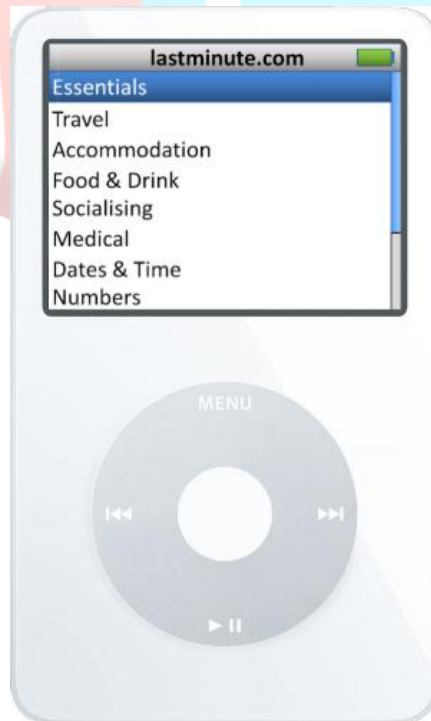 lastminute.com
Essentials
Travel
Accommodation
Food & Drink
Socialising
Medical
Dates & Time
Numbers
MENU